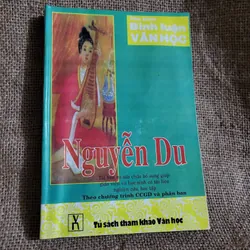 Bình luận
VĂN HỌC
Nguyễn Du
Theo chương trình CCGD và phân ban
Tủ sách tham khảo Văn học